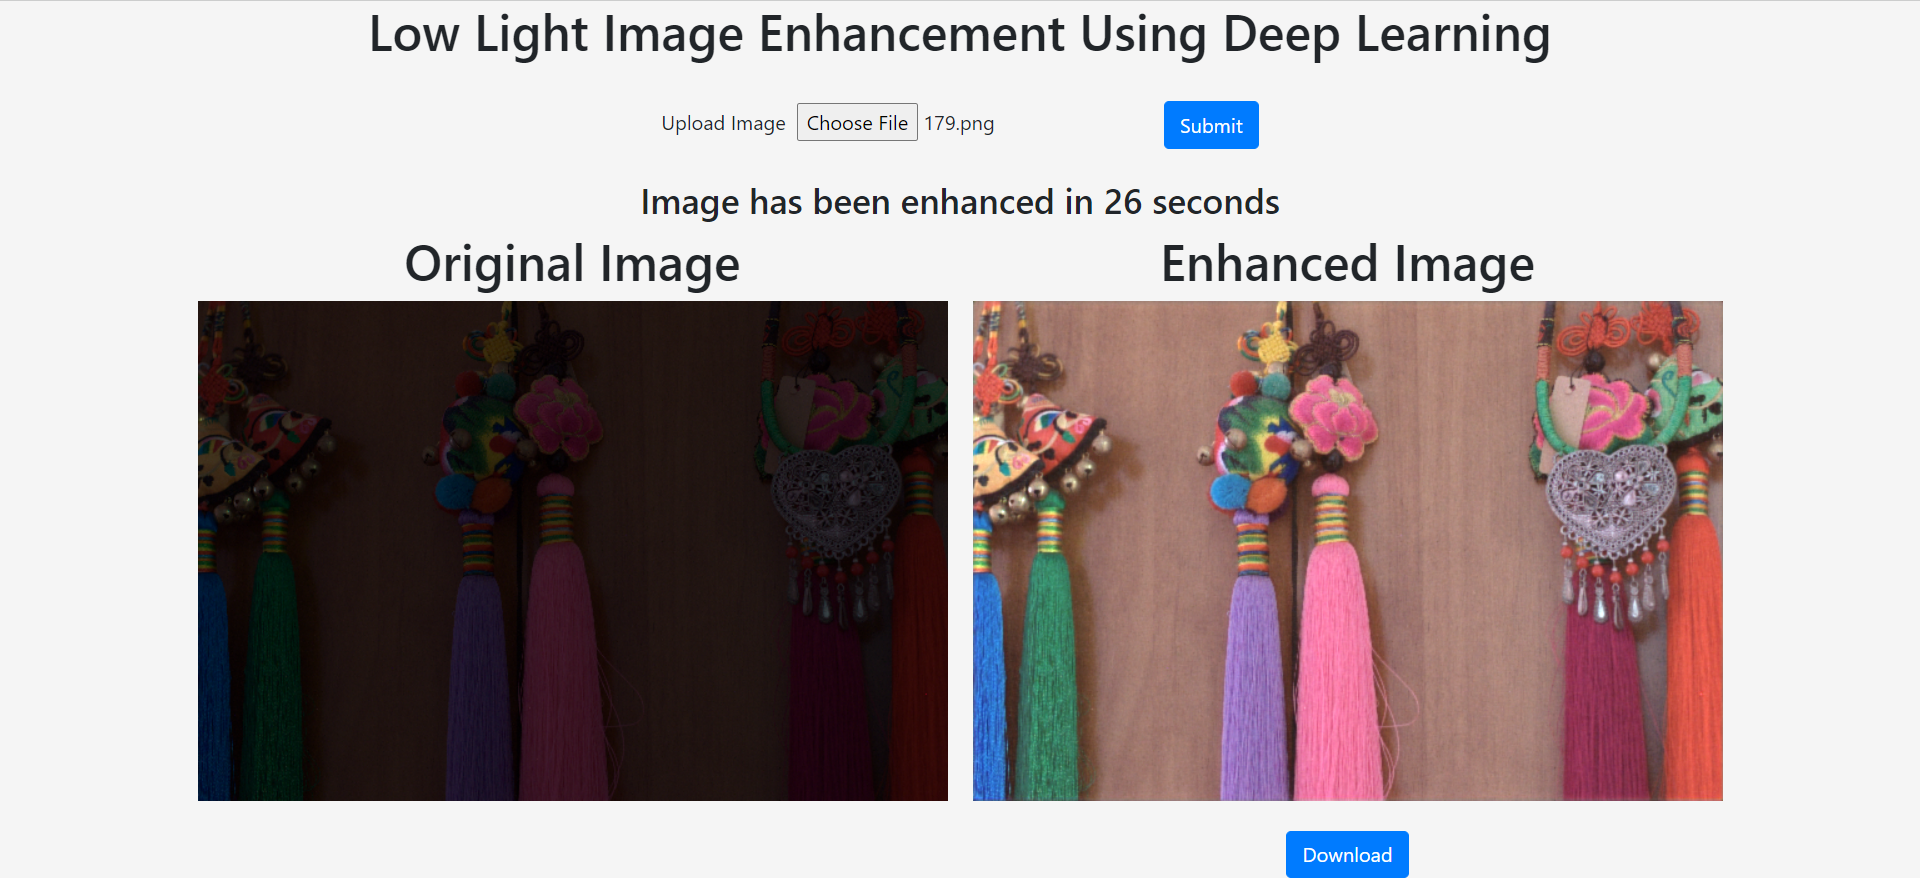 Low Light Image Enhancement Using Deep Learning
Upload Image Choose File 179.png Submit
Image has been enhanced in 26 seconds
Original Image Enhanced Image
Download